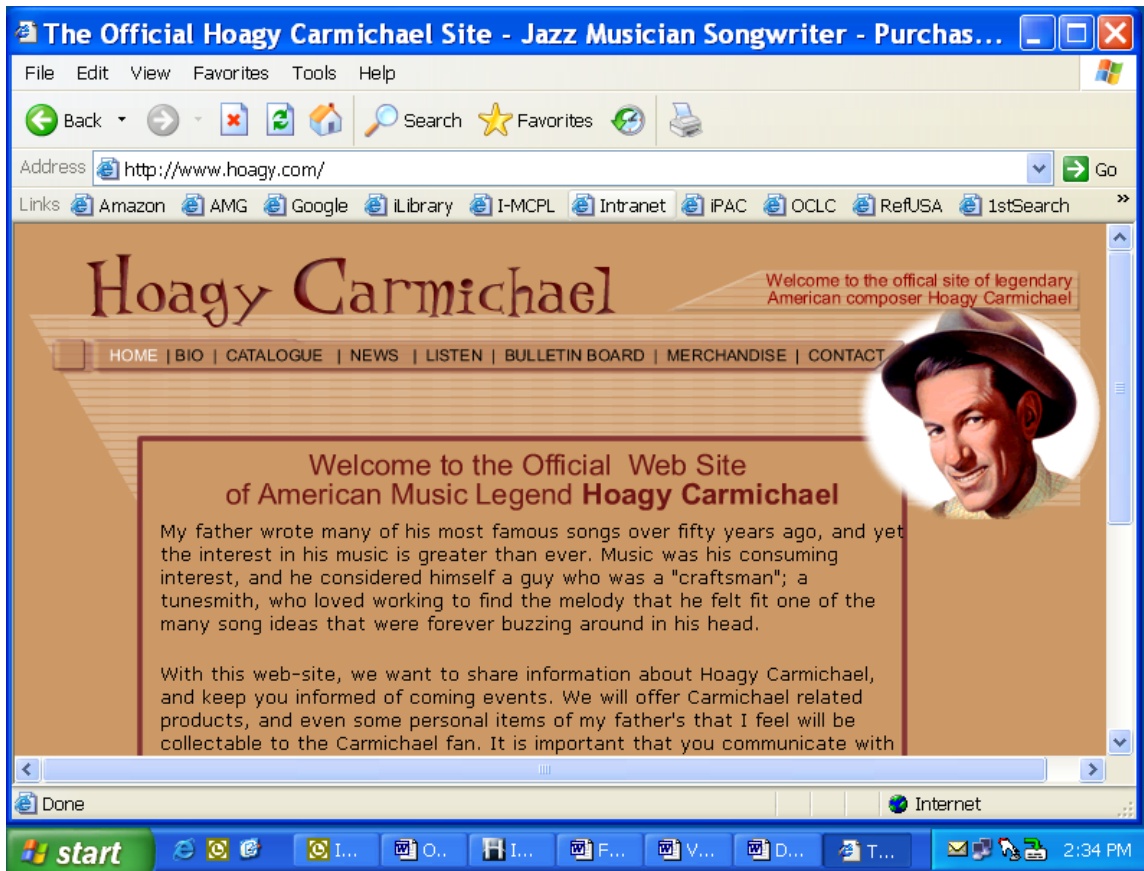 The Official Hoagy Carmichael Site - Jazz Musician Songwriter - Purchas...
File Edit View Favorites Tools Help
Back Search Favorites
Address http://www.hoagy.com/ Go
Links Amazon AMG Google iLibrary I-MCPL Intranet iPAC OCLC RefUSA 1stSearch »
Hoagy Carmichael
Welcome to the offical site of legendary
American composer Hoagy Carmichael
HOME | BIO | CATALOGUE | NEWS | LISTEN | BULLETIN BOARD | MERCHANDISE | CONTACT
Welcome to the Official Web Site
of American Music Legend Hoagy Carmichael
My father wrote many of his most famous songs over fifty years ago, and yet
the interest in his music is greater than ever. Music was his consuming
interest, and he considered himself a guy who was a "craftsman"; a
tunesmith, who loved working to find the melody that he felt fit one of the
many song ideas that were forever buzzing around in his head.
With this web-site, we want to share information about Hoagy Carmichael,
and keep you informed of coming events. We will offer Carmichael related
products, and even some personal items of my father's that I feel will be
collectable to the Carmichael fan. It is important that you communicate with
Done Internet
start I... O.. I... F... V... D... T... 2:34 PM